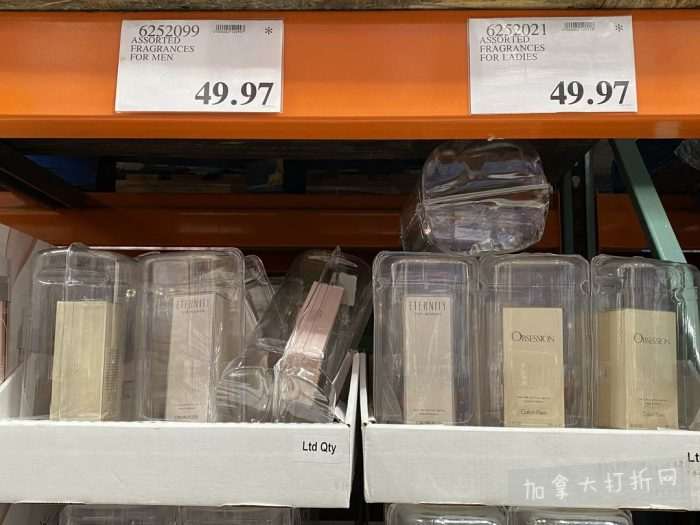 6252099 *
ASSORTED
FRAGRANCES
FOR MEN
49.97
6252021 *
ASSORTED
FRAGRANCES
FOR LADIES
49.97
ETERNITY
ETERNITY
OBSESSION
Calvin Klein
OBSESSION
Calvin Klein
Ltd Qty
Lt
加拿大打折网